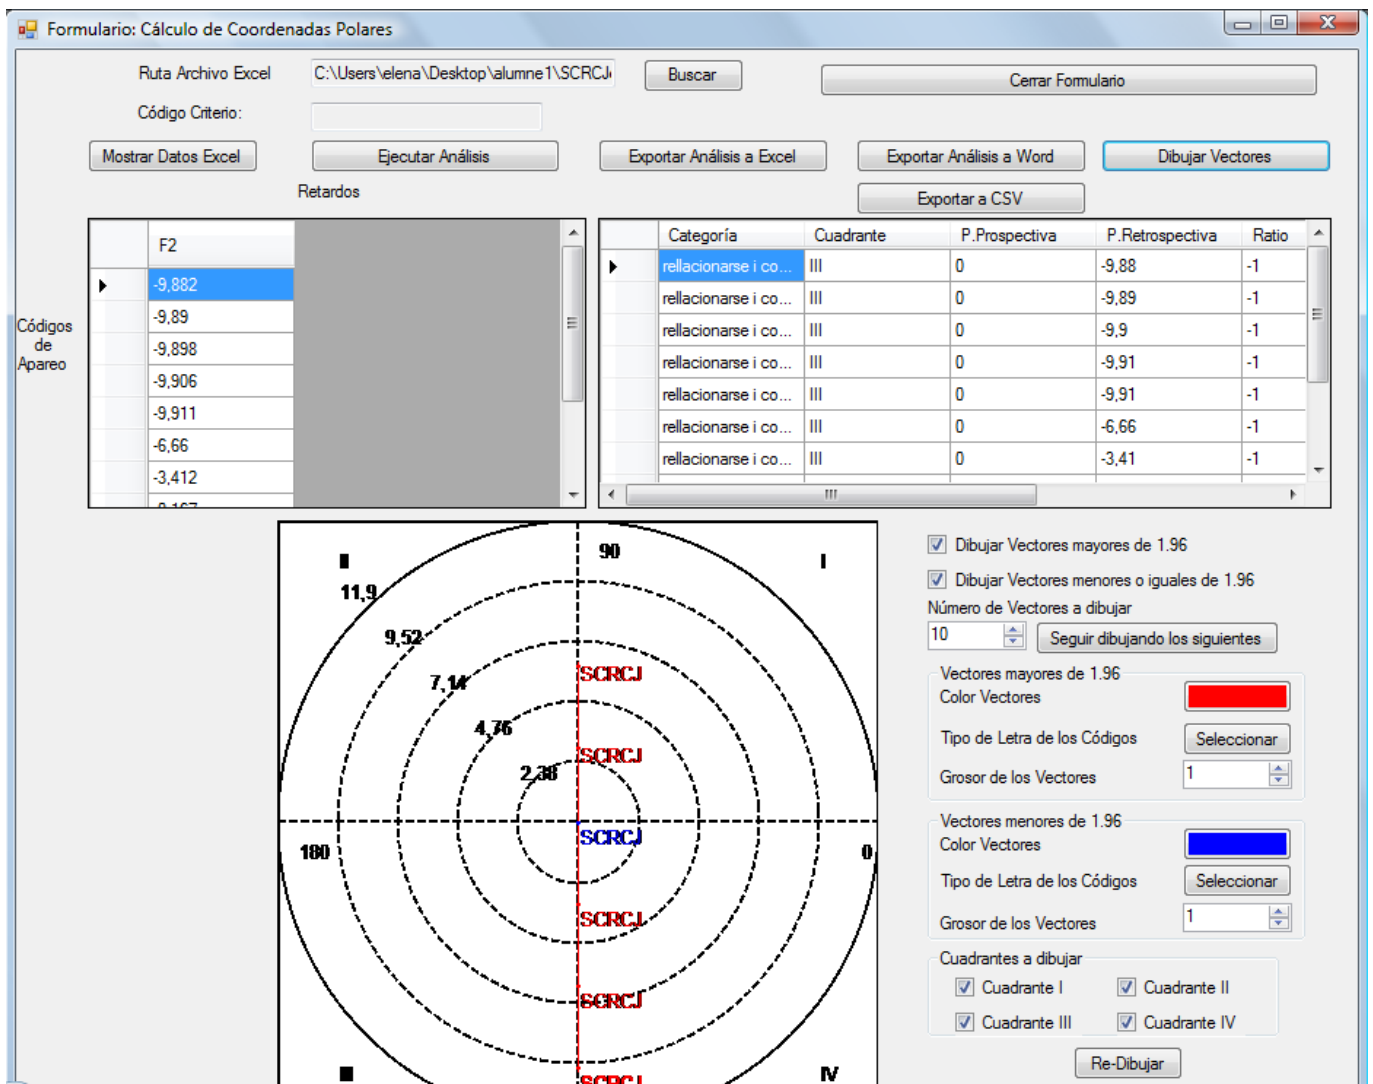 Formulario: Cálculo de Coordenadas Polares
Ruta Archivo Excel C:\Users\elena\Desktop\alumne1\SCRCJ Buscar Cerrar Formulario
Código Criterio:
Mostrar Datos Excel Ejecutar Análisis Exportar Análisis a Excel Exportar Análisis a Word Dibujar Vectores
Retardos Exportar a CSV
Códigos
de
Apareo
F2
-9,882
-9,89
-9,898
-9,906
-9,911
-6,66
-3,412
Categoría Cuadrante P.Prospectiva P.Retrospectiva Ratio
rellacionarse i co... III 0 -9,88 -1
rellacionarse i co... III 0 -9,89 -1
rellacionarse i co... III 0 -9,9 -1
rellacionarse i co... III 0 -9,91 -1
rellacionarse i co... III 0 -9,91 -1
rellacionarse i co... III 0 -6,66 -1
rellacionarse i co... III 0 -3,41 -1
90
II I
11,9
9,52
SCRCJ
7,14
4,76
SCRCJ
2,38
SCRCJ
180 0
SCRCJ
SCRCJ
III IV
SCRCJ
Dibujar Vectores mayores de 1.96
Dibujar Vectores menores o iguales de 1.96
Número de Vectores a dibujar
10 Seguir dibujando los siguientes
Vectores mayores de 1.96
Color Vectores
Tipo de Letra de los Códigos Seleccionar
Grosor de los Vectores 1
Vectores menores de 1.96
Color Vectores
Tipo de Letra de los Códigos Seleccionar
Grosor de los Vectores 1
Cuadrantes a dibujar
Cuadrante I Cuadrante II
Cuadrante III Cuadrante IV
Re-Dibujar